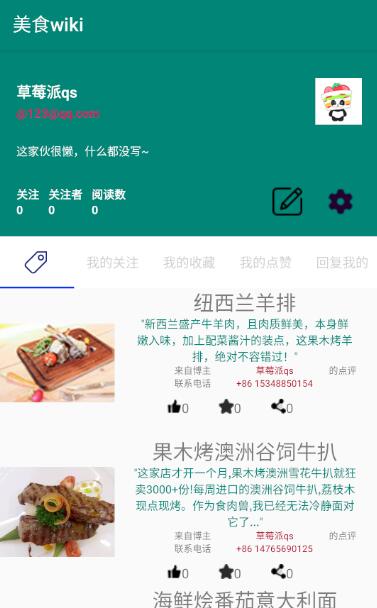 美食wiki
草莓派qs
@123@qq.com
这家伙很懒，什么都没写~
关注 关注者 阅读数
0 0 0
我的关注 我的收藏 我的点赞 回复我的
纽西兰羊排
"新西兰盛产牛羊肉，且肉质鲜美，本身鲜
嫩入味，加上配菜酱汁的装点，这果木烤羊
排，绝对不容错过！"
来自博主 草莓派qs 的点评
联系电话 +86 15348850154
0 0 0
果木烤澳洲谷饲牛扒
"这家店才开一个月,果木烤澳洲雪花牛扒就狂
卖3000+份!每周进口的澳洲谷饲牛扒,荔枝木
现点现烤。作为食肉兽,我已经无法冷静面对
它了..."
来自博主 草莓派qs 的点评
联系电话 +86 14765690125
0 0 0
海鲜烩番茄意大利面